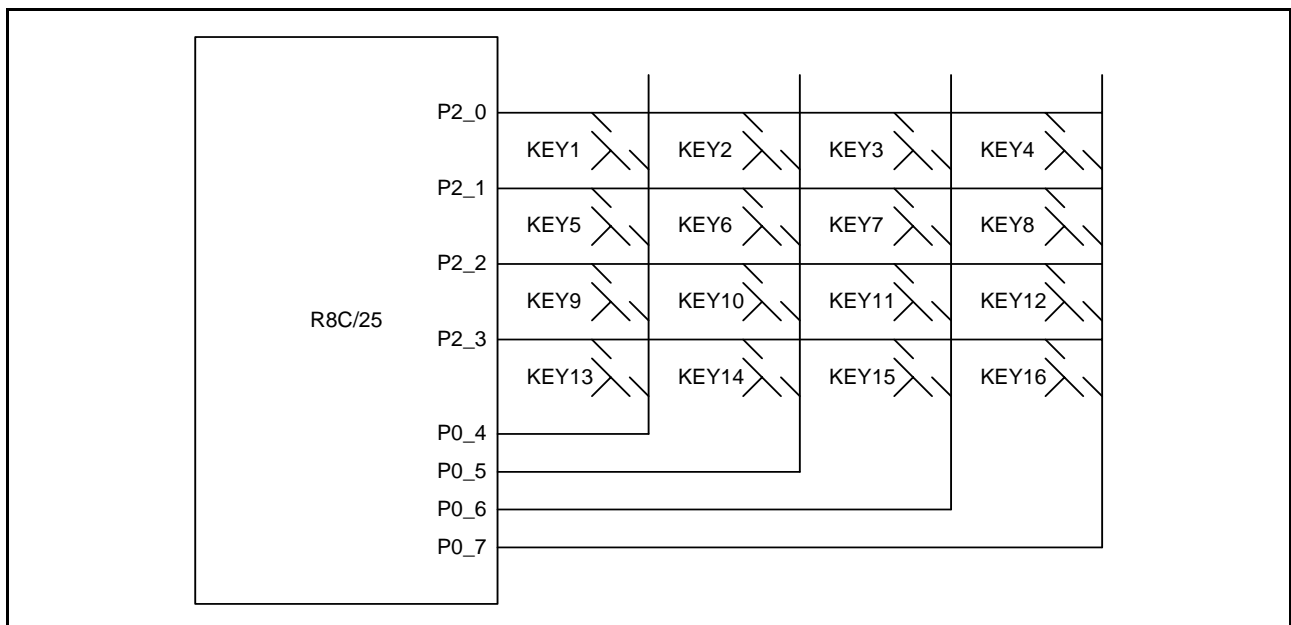 P2_0
KEY1 KEY2 KEY3 KEY4
P2_1
KEY5 KEY6 KEY7 KEY8
P2_2
KEY9 KEY10 KEY11 KEY12
R8C/25
P2_3
KEY13 KEY14 KEY15 KEY16
P0_4
P0_5
P0_6
P0_7